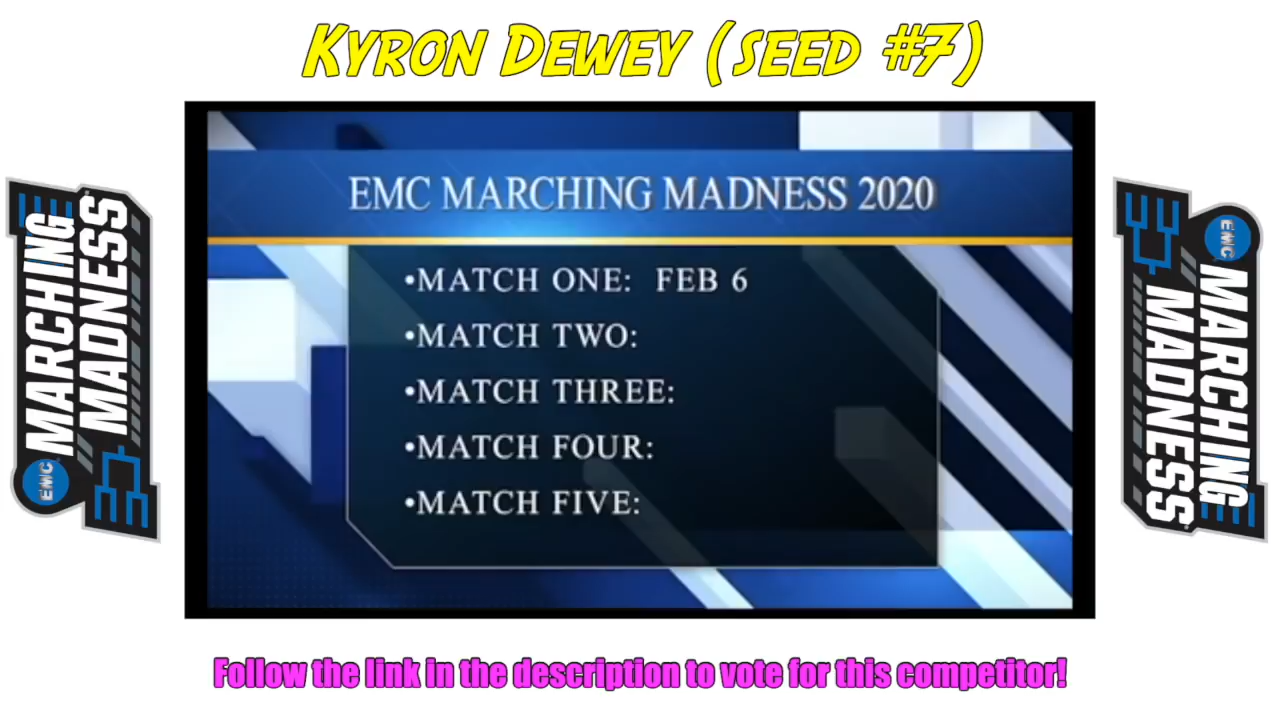 KYRON DEWEY (SEED #7)
EMC MARCHING MADNESS 2020
•MATCH ONE: FEB 6
•MATCH TWO:
•MATCH THREE:
•MATCH FOUR:
•MATCH FIVE:
MARCHING
MADNESS
EMC
EMC
MARCHING
MADNESS
Follow the link in the description to vote for this competitor!